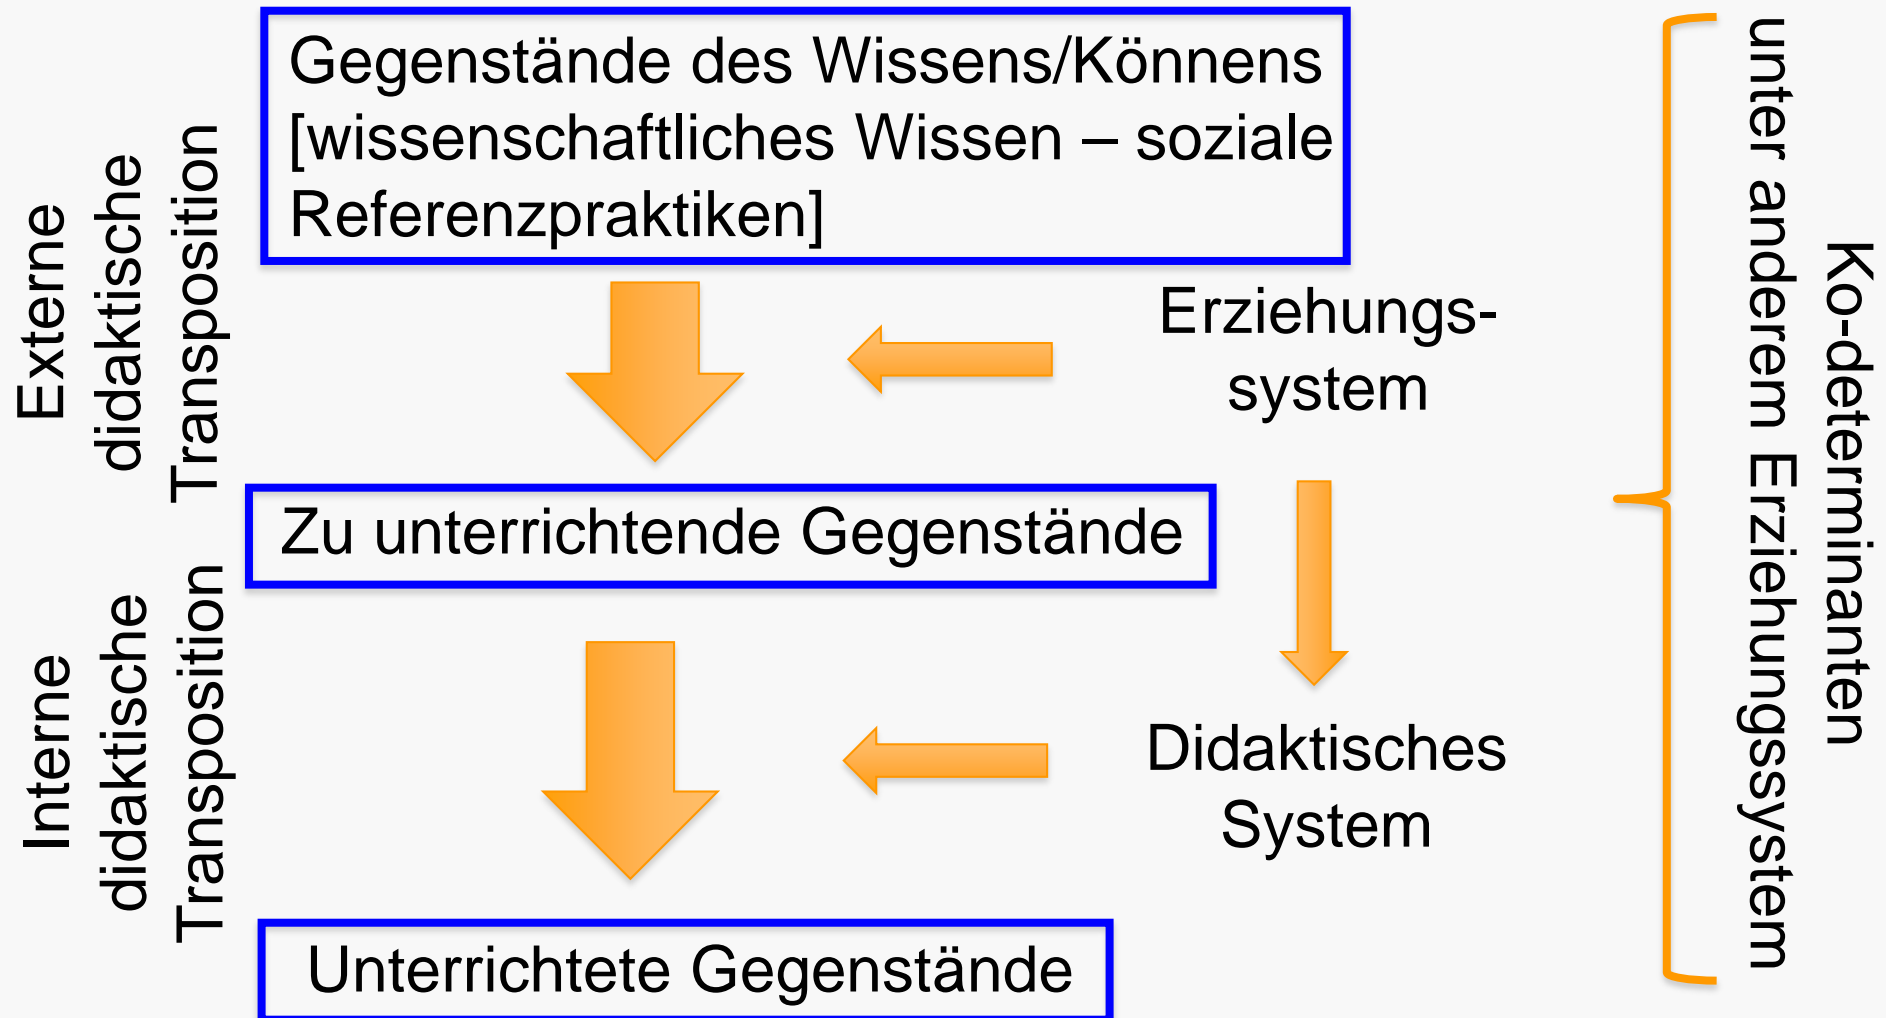 Gegenstände des Wissens/Könnens
[wissenschaftliches Wissen – soziale
Referenzpraktiken]
Externe
didaktische
Transposition
Erziehungs-
system
Zu unterrichtende Gegenstände
Interne
didaktische
Transposition
Didaktisches
System
Unterrichtete Gegenstände
Ko-determinanten
unter anderem Erziehungssystem